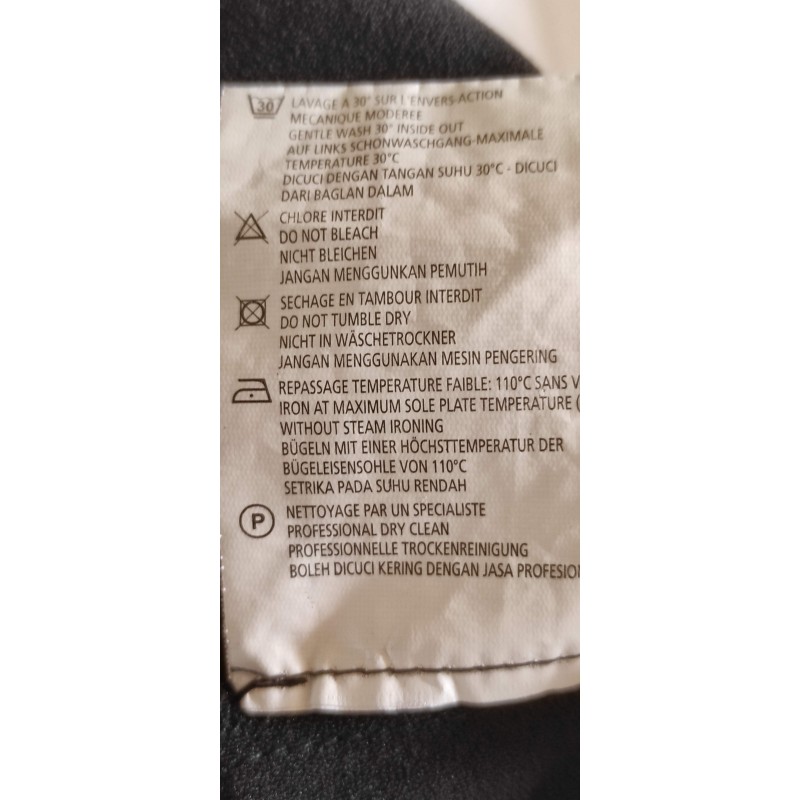 30
LAVAGE A 30° SUR L'ENVERS-ACTION
MECANIQUE MODEREE
GENTLE WASH 30° INSIDE OUT
AUF LINKS SCHONWASCHGANG-MAXIMALE
TEMPERATURE 30°C
DICUCI DENGAN TANGAN SUHU 30°C - DICUCI
DARI BAGLAN DALAM
CHLORE INTERDIT
DO NOT BLEACH
NICHT BLEICHEN
JANGAN MENGGUNKAN PEMUTIH
SECHAGE EN TAMBOUR INTERDIT
DO NOT TUMBLE DRY
NICHT IN WÄSCHETROCKNER
JANGAN MENGGUNAKAN MESIN PENGERING
REPASSAGE TEMPERATURE FAIBLE: 110°C SANS V
IRON AT MAXIMUM SOLE PLATE TEMPERATURE (
WITHOUT STEAM IRONING
BÜGELN MIT EINER HÖCHSTTEMPERATUR DER
BÜGELEISENSOHLE VON 110°C
SETRIKA PADA SUHU RENDAH
P
NETTOYAGE PAR UN SPECIALISTE
PROFESSIONAL DRY CLEAN
PROFESSIONNELLE TROCKENREINIGUNG
BOLEH DICUCI KERING DENGAN JASA PROFESIO